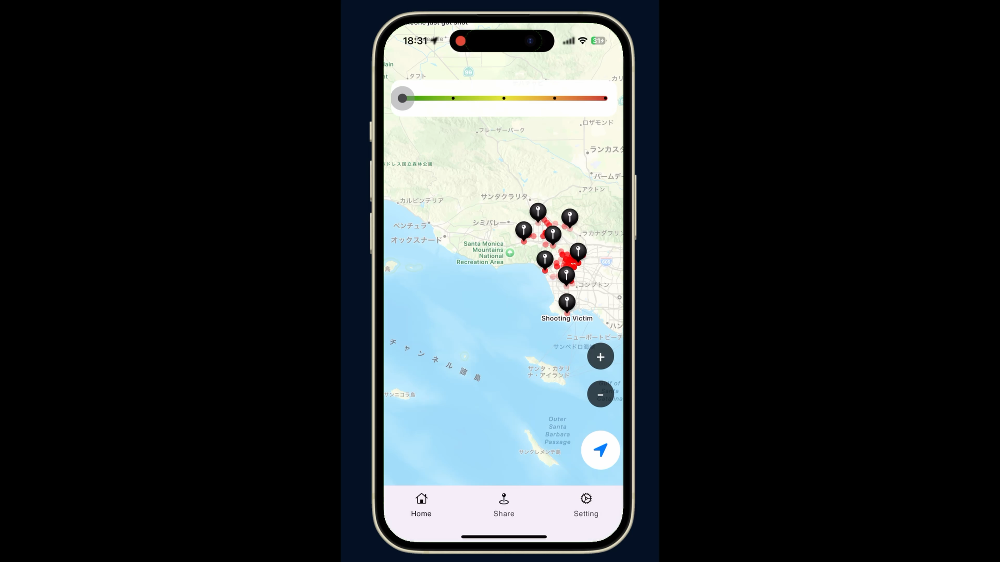 just got shot
18:31
31
lain
nt
99
タフト
カリ
フレーザーパーク
ロザモンド
ランカスタ
パドレス国立森林公園
パームデー
アクトン
サンタクラリタ
カルピンテリア
シミバレー
ベンチュラ
ラカナダフリン
オックスナード
Santa Monica
Mountains
National
Recreation Area
605
島
コンプトン
Shooting Victim
ハン
ニューポートビーチ
サンペドロ海峡
チャンネル諸島
+
サンタ・カタリ
ナ・アイランド
Gulf of
Santa
Catalina
-
サンニコラ島
Outer
Santa
Barbara
Passage
サンクレメンテ島
Home
Share
Setting